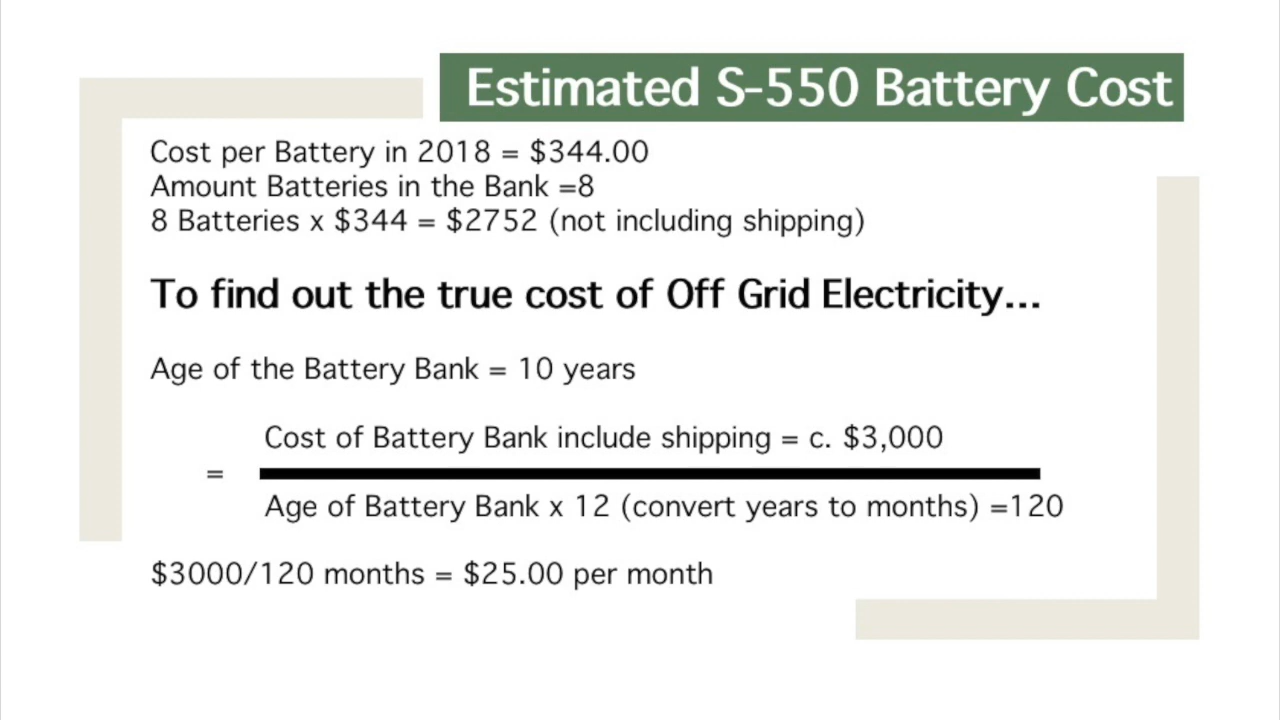 Estimated S-550 Battery Cost
Cost per Battery in 2018 = $344.00
Amount Batteries in the Bank =8
8 Batteries x $344 = $2752 (not including shipping)
To find out the true cost of Off Grid Electricity...
Age of the Battery Bank = 10 years
Cost of Battery Bank include shipping = c. $3,000
=
Age of Battery Bank x 12 (convert years to months) =120
$3000/120 months = $25.00 per month